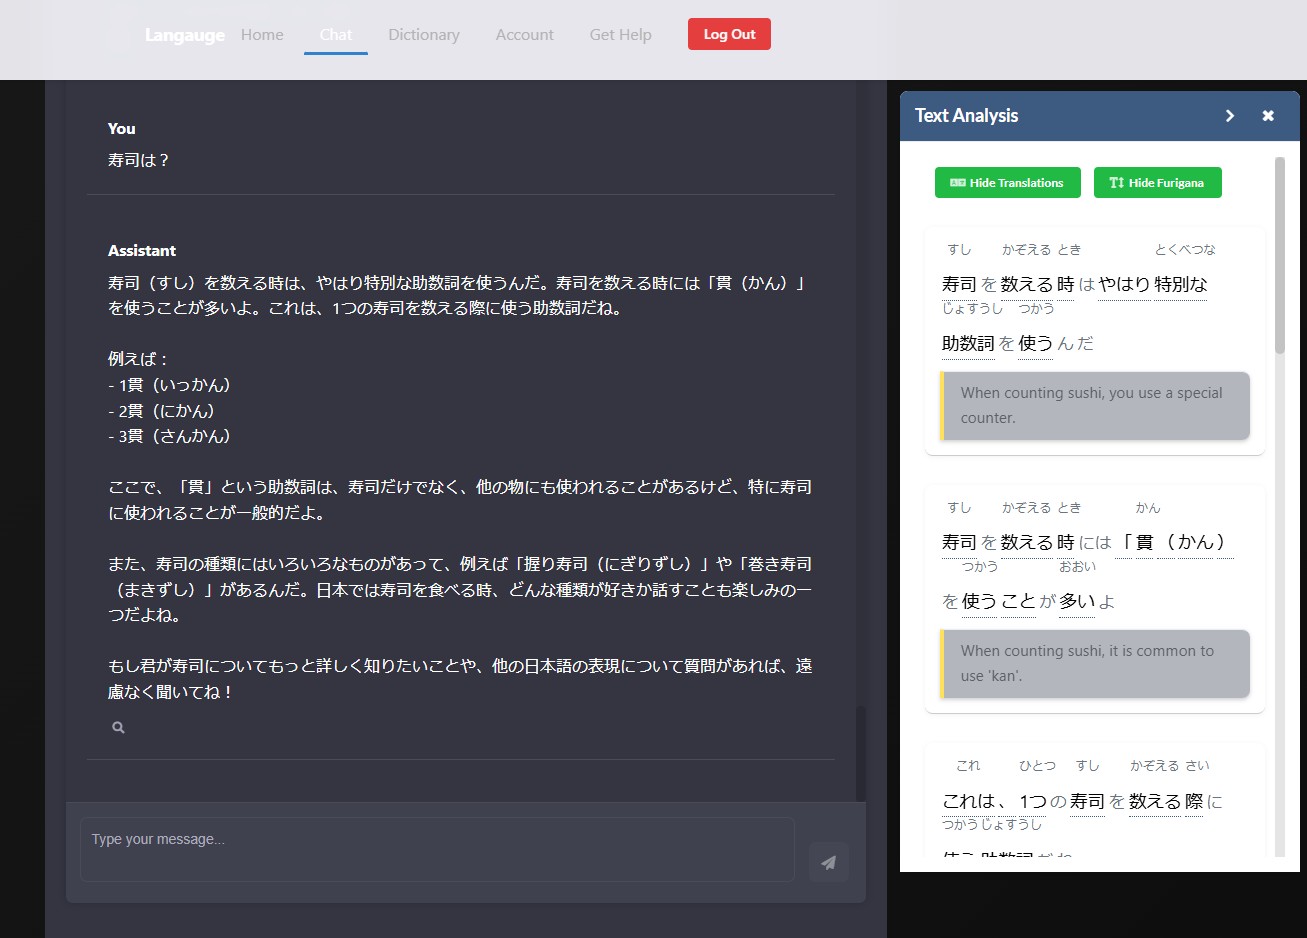 Langauge Home Chat Dictionary Account Get Help Log Out
You
寿司は？
Assistant
寿司（すし）を数える時は、やはり特別な助数詞を使うんだ。寿司を数える時には「貫（かん）」
を使うことが多いよ。これは、1つの寿司を数える際に使う助数詞だね。
例えば：
- 1貫（いっかん）
- 2貫（にかん）
- 3貫（さんかん）
ここで、「貫」という助数詞は、寿司だけでなく、他の物にも使われることがあるけど、特に寿司
に使われることが一般的だよ。
また、寿司の種類にはいろいろなものがあって、例えば「握り寿司（にぎりずし）」や「巻き寿司
（まきずし）」があるんだ。日本では寿司を食べる時、どんな種類が好きか話すことも楽しみの一
つだよね。
もし君が寿司についてもっと詳しく知りたいことや、他の日本語の表現について質問があれば、遠
慮なく聞いてね！
Type your message...
Text Analysis
Hide Translations Hide Furigana
すし かぞえる とき とくべつな
寿司 を 数える 時 は やはり 特別な
じょすうし つかう
助数詞 を 使う ん だ
When counting sushi, you use a special
counter.
すし かぞえる とき かん
寿司 を 数える 時 には 「 貫 （ かん ）
つかう おおい
を 使う こと が 多い よ
When counting sushi, it is common to
use 'kan'.
これ ひとつ すし かぞえる さい
これは 、 1つ の 寿司 を 数える 際 に
つかう じょすうし
使う 助数詞 だ ね